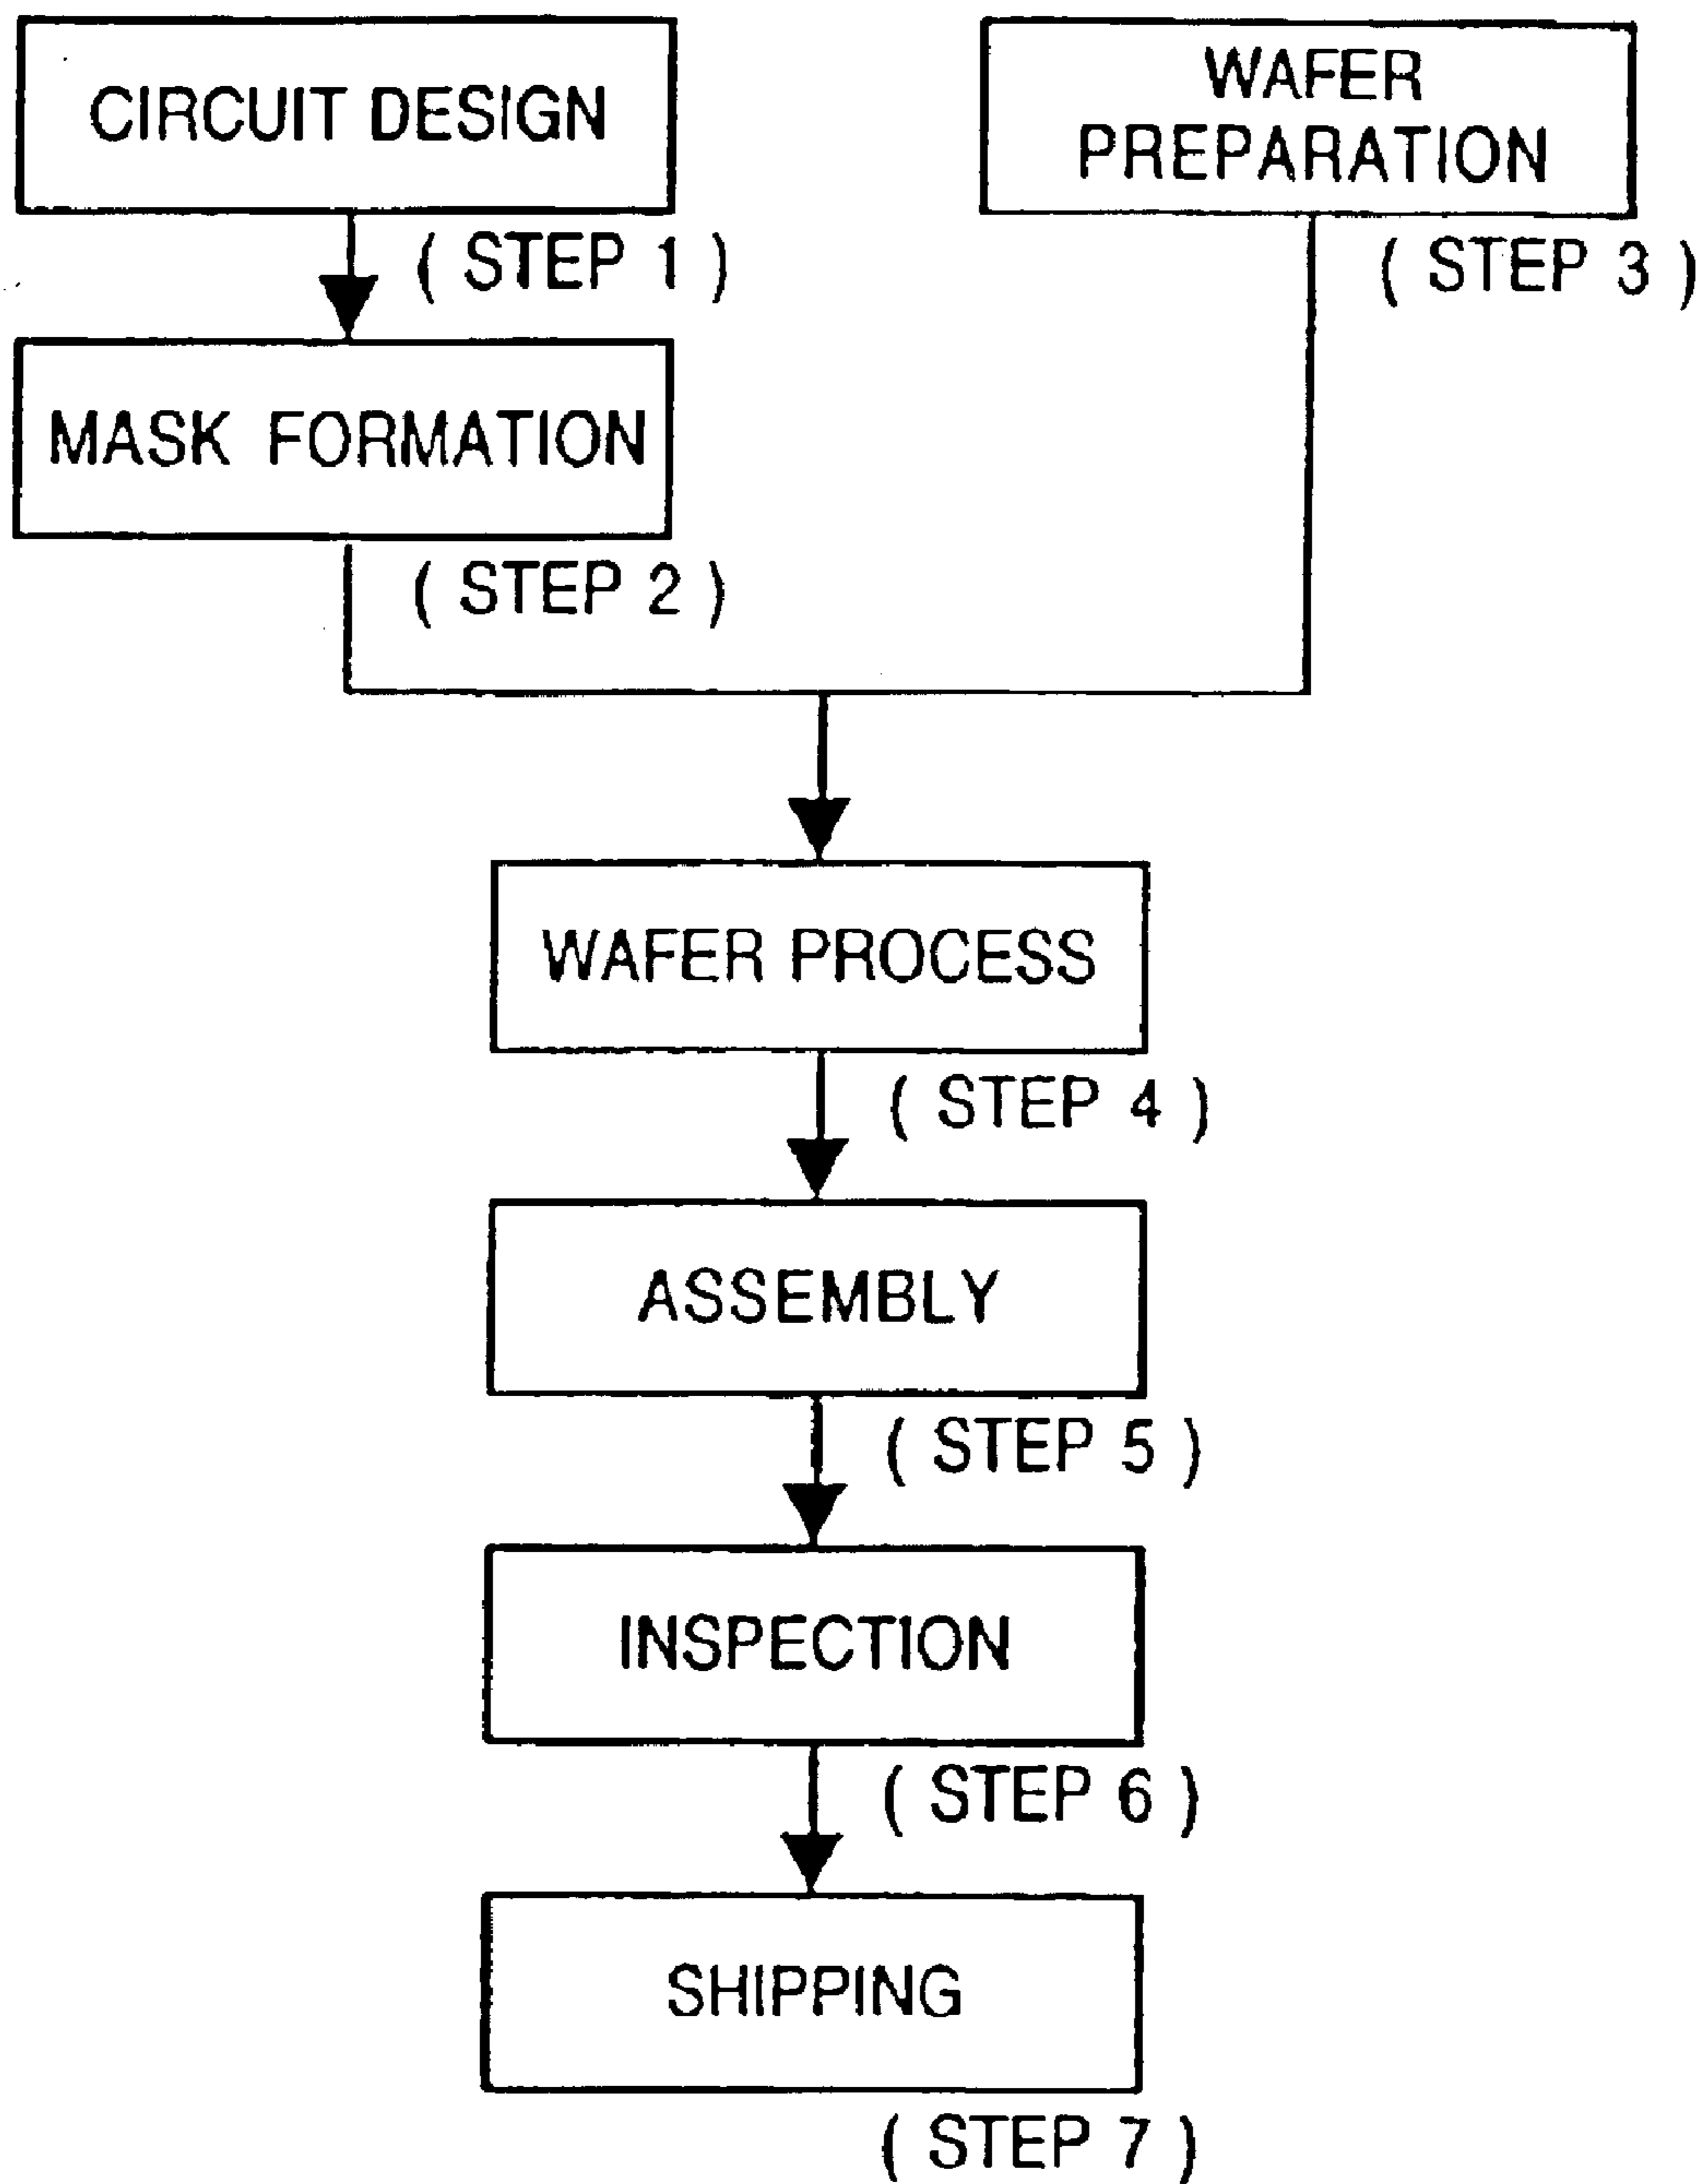 CIRCUIT DESIGN
( STEP 1 )
MASK FORMATION
( STEP 2 )
WAFER
PREPARATION
( STEP 3 )
WAFER PROCESS
( STEP 4 )
ASSEMBLY
( STEP 5 )
INSPECTION
( STEP 6 )
SHIPPING
( STEP 7 )